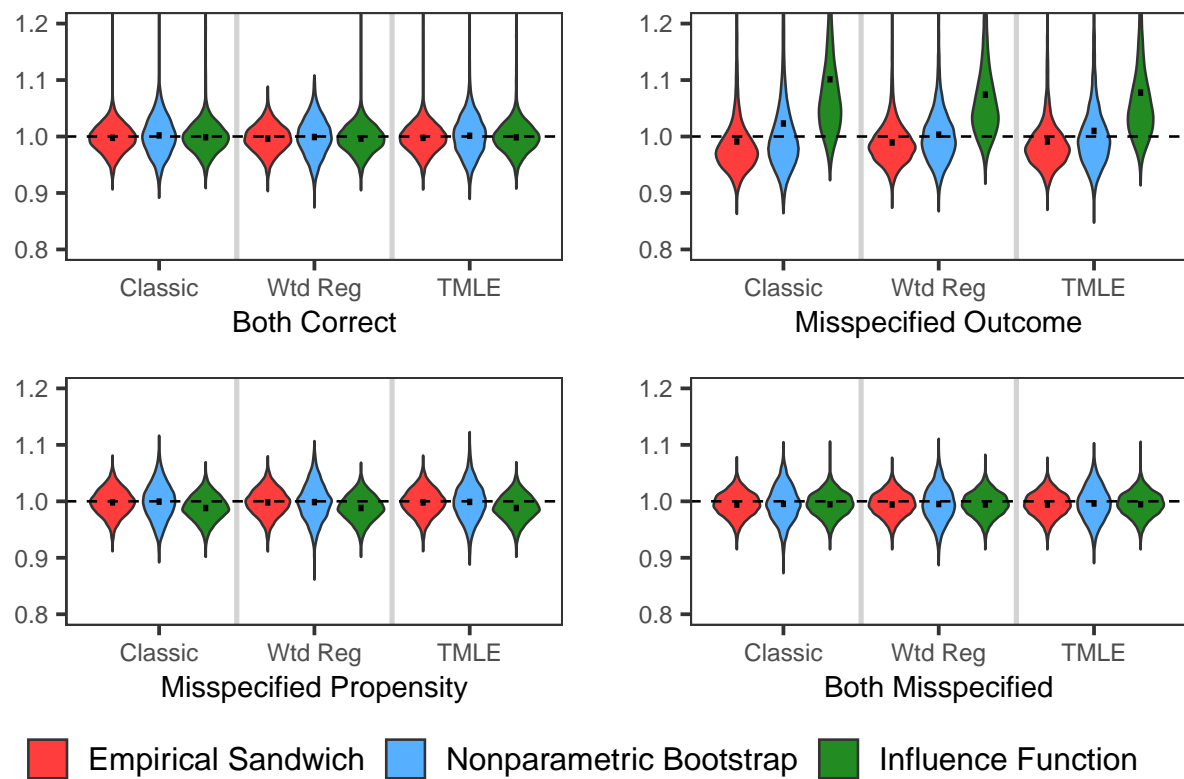 1.2
1.1
1.0
0.9
0.8
Classic Wtd Reg TMLE
Both Correct
1.2
1.1
1.0
0.9
0.8
Classic Wtd Reg TMLE
Misspecified Outcome
1.2
1.1
1.0
0.9
0.8
Classic Wtd Reg TMLE
Misspecified Propensity
1.2
1.1
1.0
0.9
0.8
Classic Wtd Reg TMLE
Both Misspecified
Empirical Sandwich Nonparametric Bootstrap Influence Function